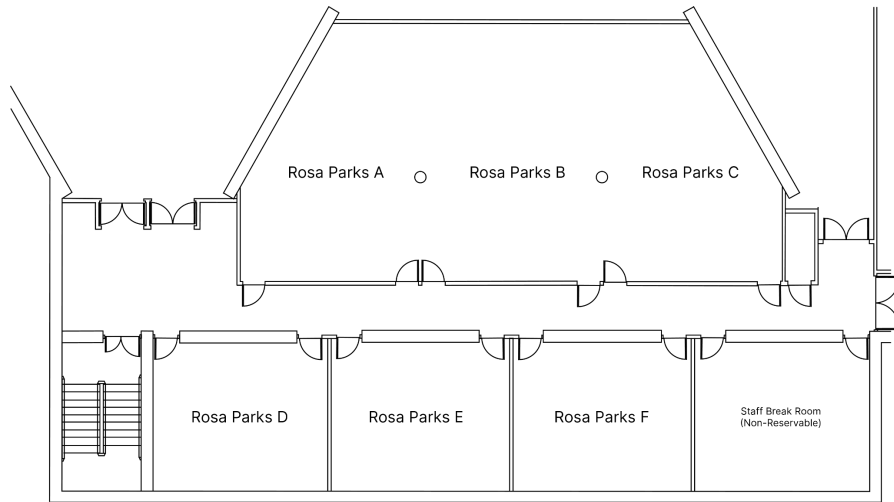 Rosa Parks A
Rosa Parks B
Rosa Parks C
Rosa Parks D
Rosa Parks E
Rosa Parks F
Staff Break Room
(Non-Reservable)